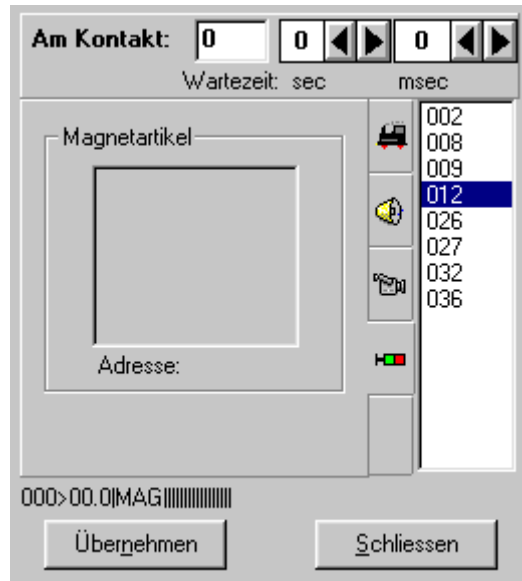 Am Kontakt: 0 0 0
Wartezeit: sec msec
Magnetartikel
Adresse:
002
008
009
012
026
027
032
036
000>00.0|MAG|||||||||||||||
Übernehmen Schliessen